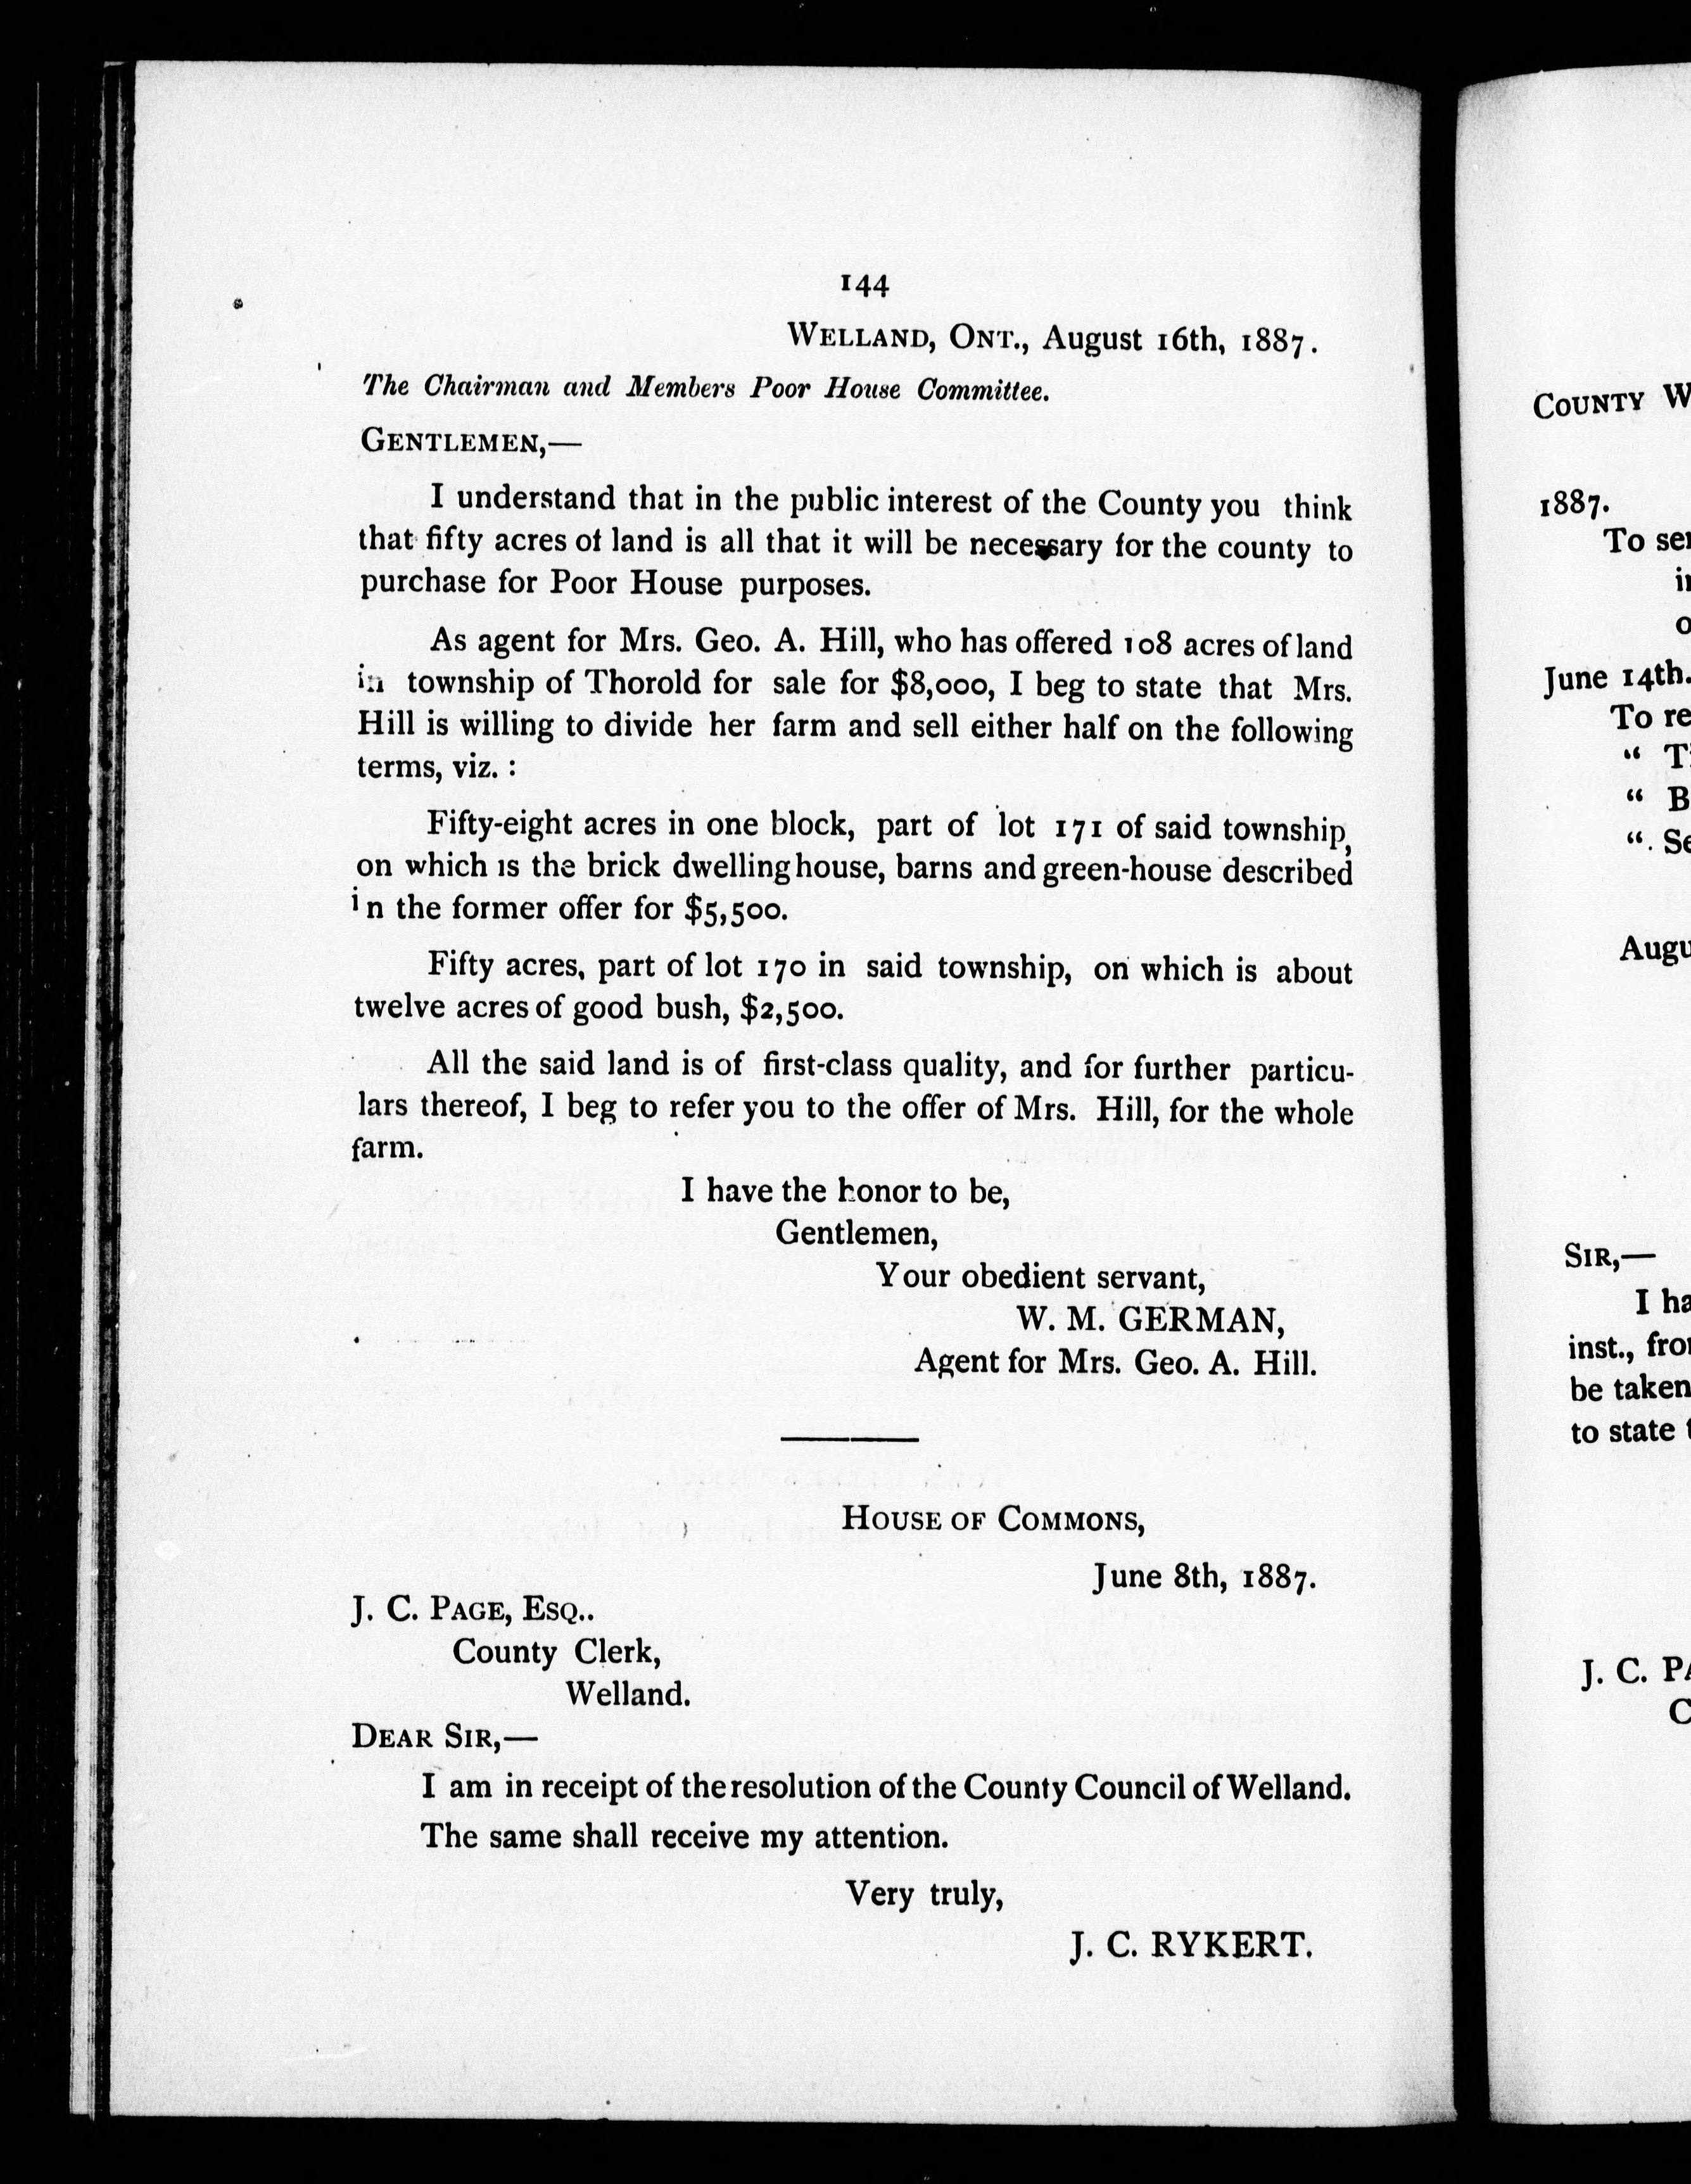 144
WELLAND, ONT., August 16th, 1887.
The Chairman and Members Poor House Committee.
GENTLEMEN,—
I understand that in the public interest of the County you think
that fifty acres of land is all that it will be necessary for the county to
purchase for Poor House purposes.
As agent for Mrs. Geo. A. Hill, who has offered 108 acres of land
in township of Thorold for sale for $8,000, I beg to state that Mrs.
Hill is willing to divide her farm and sell either half on the following
terms, viz. :
Fifty-eight acres in one block, part of lot 171 of said township,
on which is the brick dwelling house, barns and green-house described
in the former offer for $5,500.
Fifty acres, part of lot 170 in said township, on which is about
twelve acres of good bush, $2,500.
All the said land is of first-class quality, and for further particu-
lars thereof, I beg to refer you to the offer of Mrs. Hill, for the whole
farm.
I have the honor to be,
Gentlemen,
Your obedient servant,
W. M. GERMAN,
Agent for Mrs. Geo. A. Hill.
HOUSE OF COMMONS,
June 8th, 1887.
J. C. PAGE, ESQ..
County Clerk,
Welland.
DEAR SIR,—
I am in receipt of the resolution of the County Council of Welland.
The same shall receive my attention.
Very truly,
J. C. RYKERT.
COUNTY W
1887.
To
June 14th.
To
" 
" B
"
SIR,—
I
inst.,
be taken
to state
J. C.